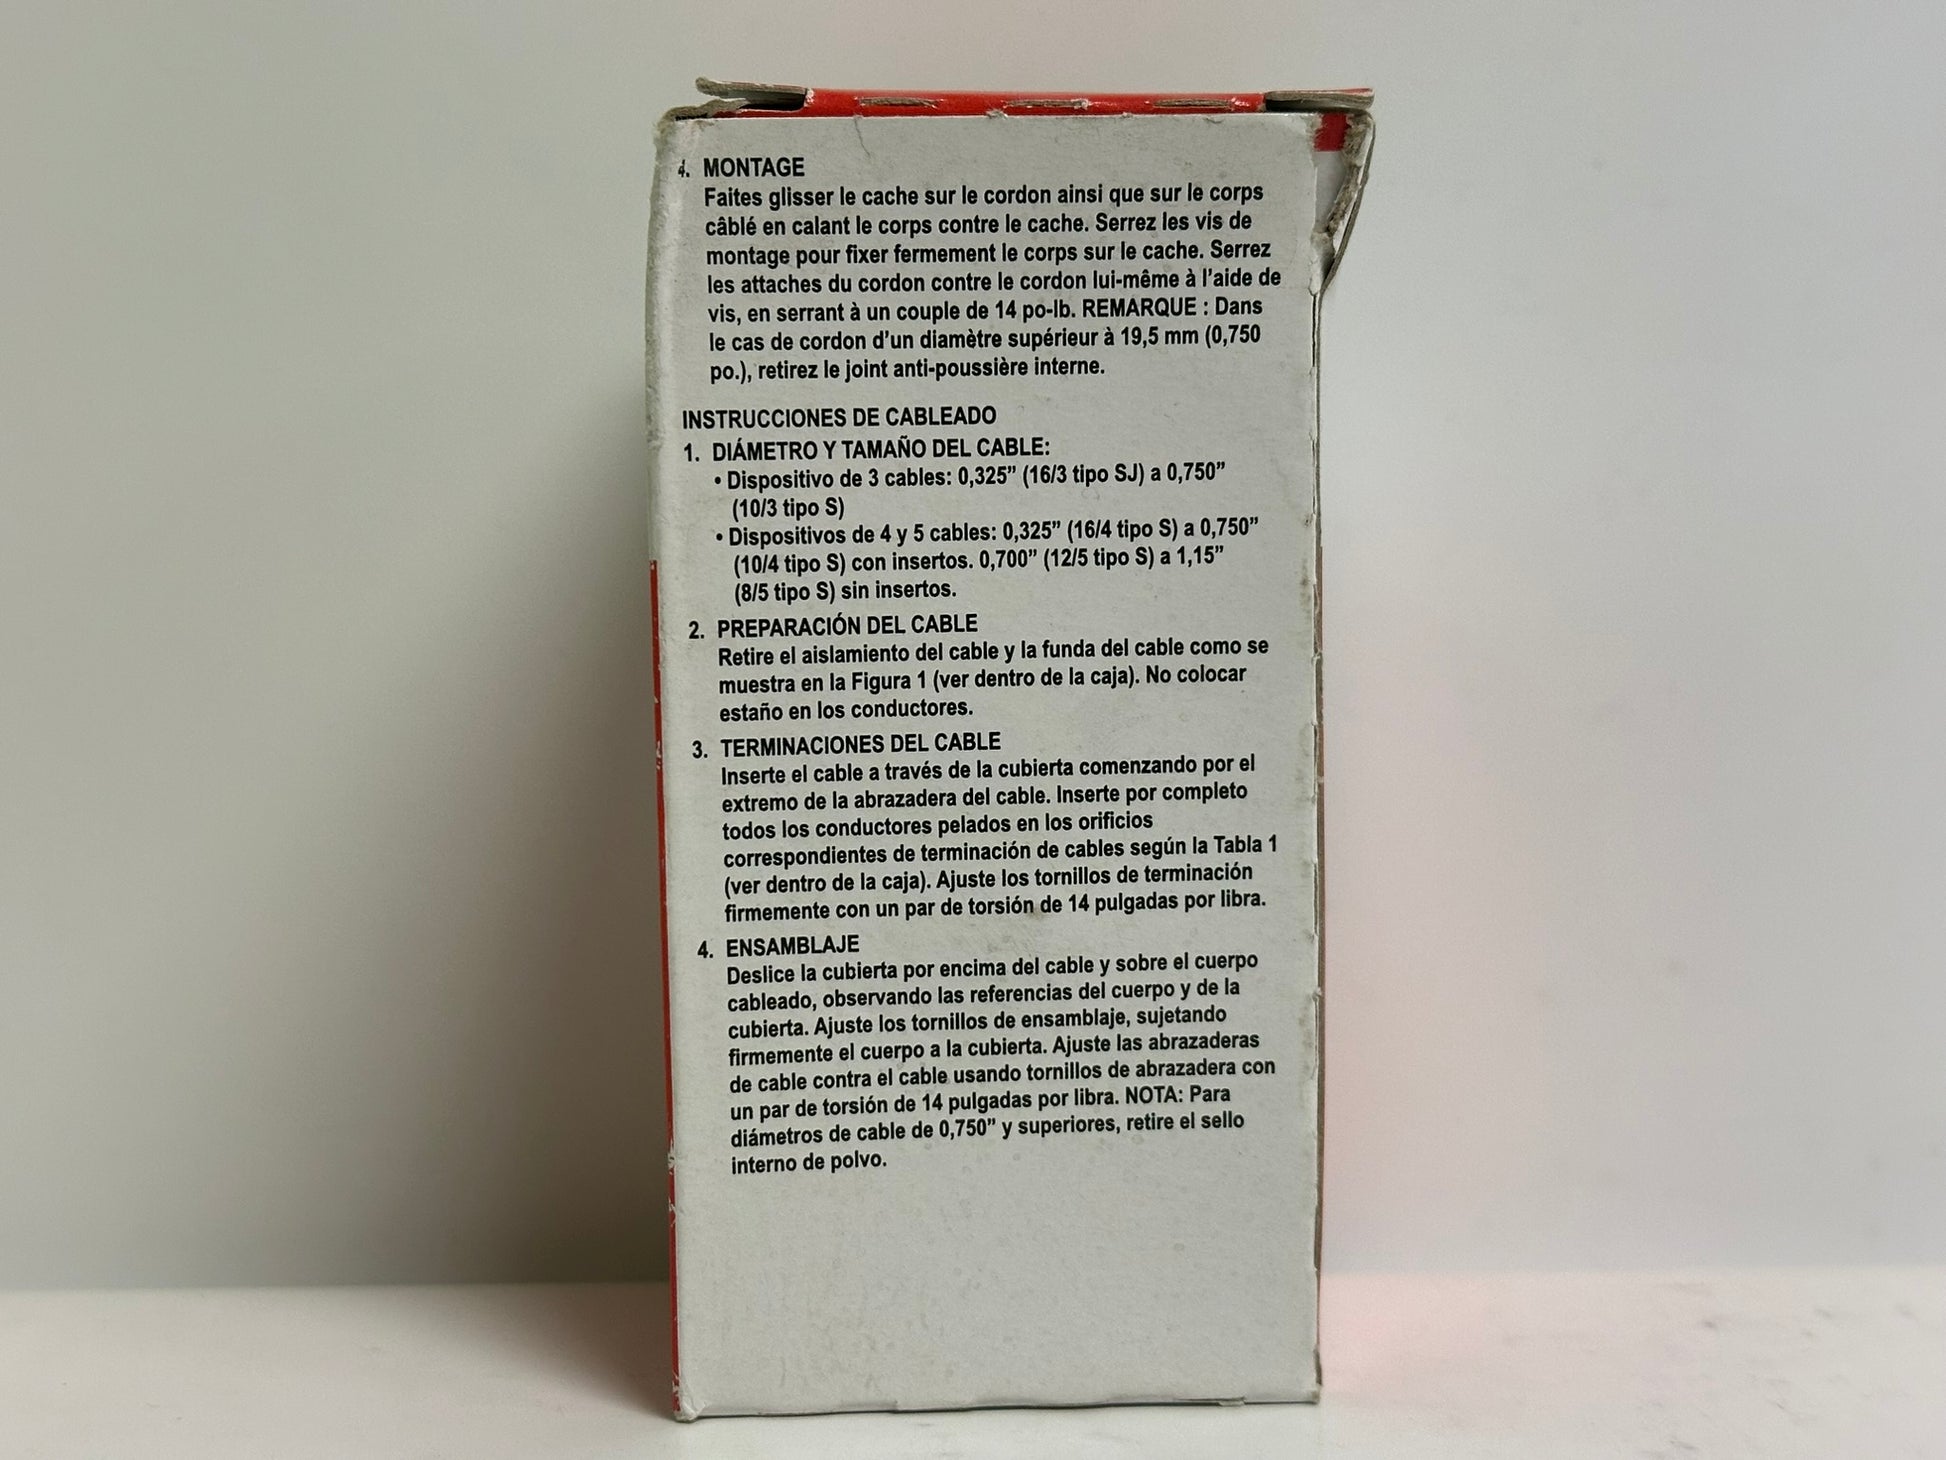 4. MONTAGE
Faites glisser le cache sur le cordon ainsi que sur le corps
câblé en calant le corps contre le cache. Serrez les vis de
montage pour fixer fermement le corps sur le cache. Serrez
les attaches du cordon contre le cordon lui-même à l'aide de
vis, en serrant à un couple de 14 po-lb. REMARQUE : Dans
le cas de cordon d'un diamètre supérieur à 19,5 mm (0,750
po.), retirez le joint anti-poussière interne.
INSTRUCCIONES DE CABLEADO
1. DIÁMETRO Y TAMAÑO DEL CABLE:
• Dispositivo de 3 cables: 0,325” (16/3 tipo SJ) a 0,750”
(10/3 tipo S)
• Dispositivos de 4 y 5 cables: 0,325” (16/4 tipo S) a 0,750”
(10/4 tipo S) con insertos. 0,700” (12/5 tipo S) a 1,15”
(8/5 tipo S) sin insertos.
2. PREPARACIÓN DEL CABLE
Retire el aislamiento del cable y la funda del cable como se
muestra en la Figura 1 (ver dentro de la caja). No colocar
estaño en los conductores.
3. TERMINACIONES DEL CABLE
Inserte el cable a través de la cubierta comenzando por el
extremo de la abrazadera del cable. Inserte por completo
todos los conductores pelados en los orificios
correspondientes de terminación de cables según la Tabla 1
(ver dentro de la caja). Ajuste los tornillos de terminación
firmemente con un par de torsión de 14 pulgadas por libra.
4. ENSAMBLAJE
Deslice la cubierta por encima del cable y sobre el cuerpo
cableado, observando las referencias del cuerpo y de la
cubierta. Ajuste los tornillos de ensamblaje, sujetando
firmemente el cuerpo a la cubierta. Ajuste las abrazaderas
de cable contra el cable usando tornillos de abrazadera con
un par de torsión de 14 pulgadas por libra. NOTA: Para
diámetros de cable de 0,750” y superiores, retire el sello
interno de polvo.